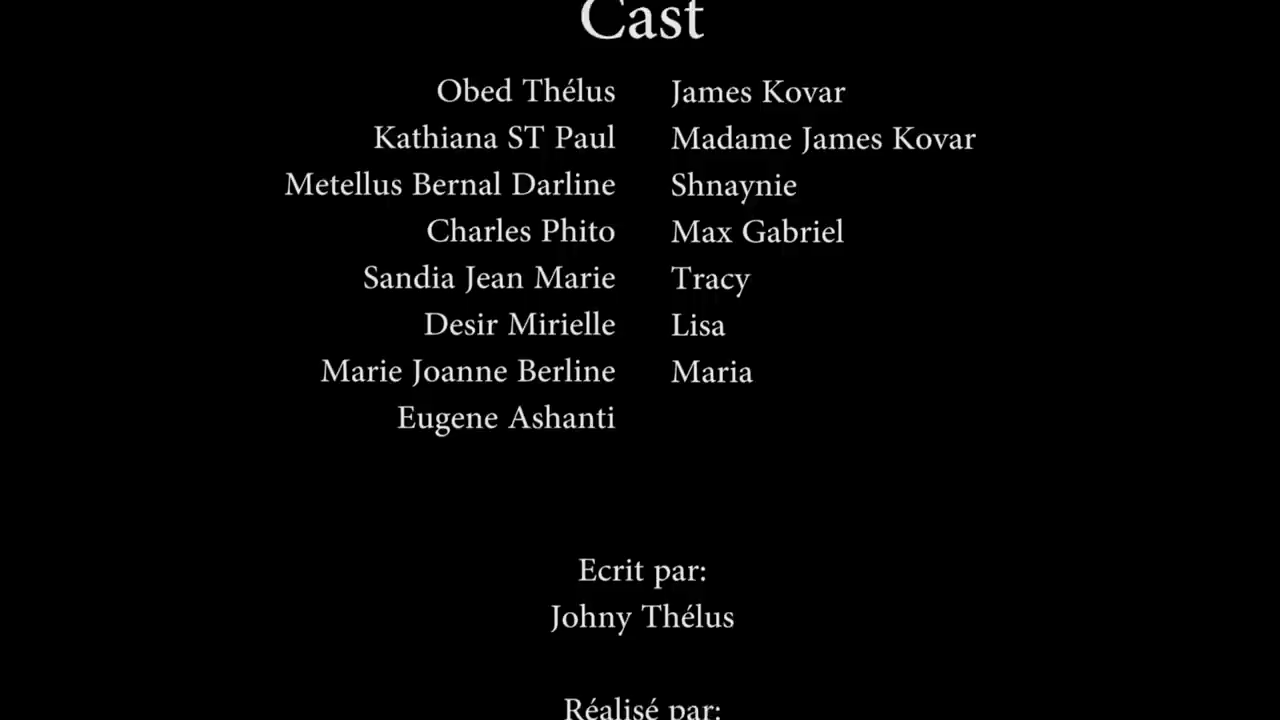 Cast
Obed Thélus James Kovar
Kathiana ST Paul Madame James Kovar
Metellus Bernal Darline Shnaynie
Charles Phito Max Gabriel
Sandia Jean Marie Tracy
Desir Mirielle Lisa
Marie Joanne Berline Maria
Eugene Ashanti
Ecrit par:
Johny Thélus
Réalisé par: